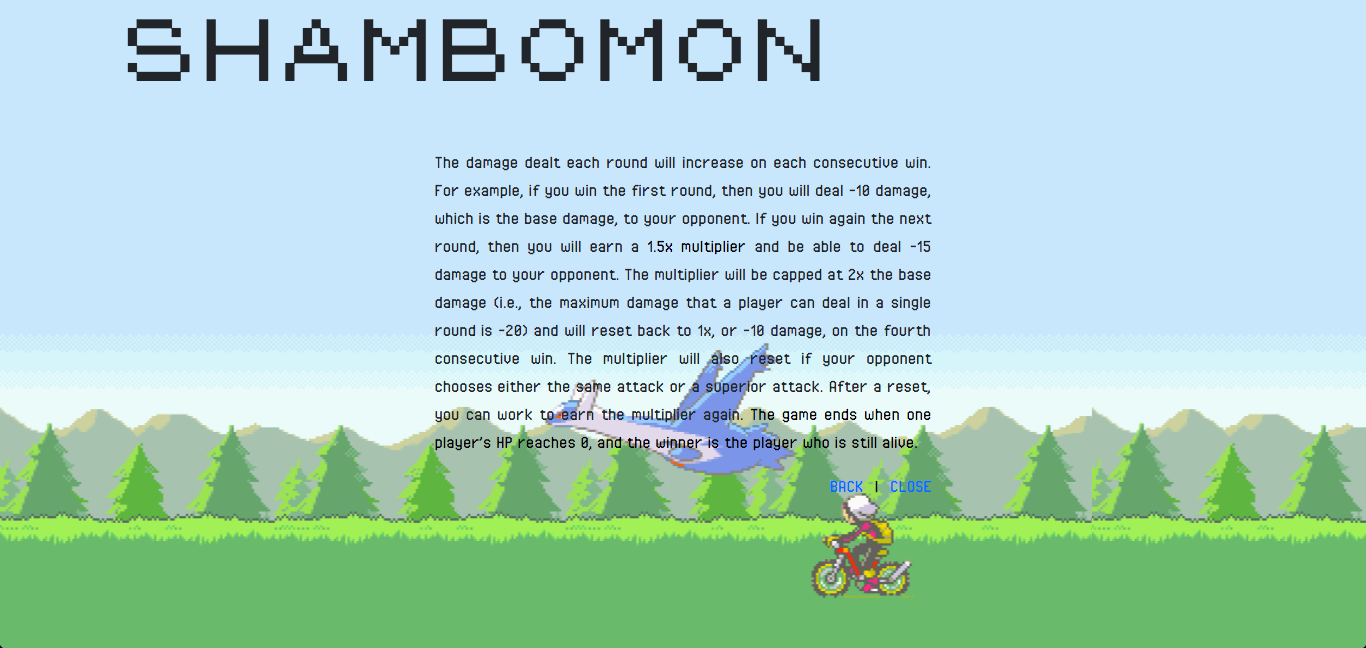 SHAMBOMON
The damage dealt each round will increase on each consecutive win.
For example, if you win the first round, then you will deal -10 damage,
which is the base damage, to your opponent. If you win again the next
round, then you will earn a 1.5x multiplier and be able to deal -15
damage to your opponent. The multiplier will be capped at 2x the base
damage (i.e., the maximum damage that a player can deal in a single
round is -20) and will reset back to 1x, or -10 damage, on the fourth
consecutive win. The multiplier will also reset if your opponent
chooses either the same attack or a superior attack. After a reset,
you can work to earn the multiplier again. The game ends when one
player's HP reaches 0, and the winner is the player who is still alive.
BACK | CLOSE